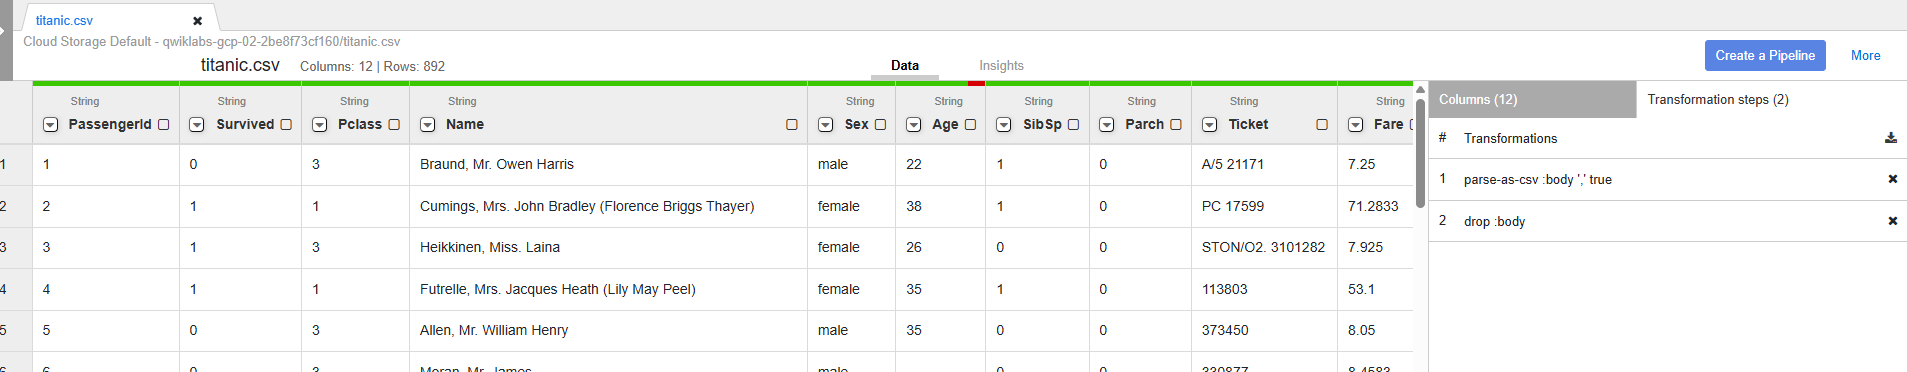 titanic.csv
Cloud Storage Default - qwiklabs-gcp-02-2be8f73cf160/titanic.csv
titanic.csv Columns: 12 | Rows: 892 Data Insights Create a Pipeline More
String String String String String String String String String String
PassengerId Survived Pclass Name Sex Age SibSp Parch Ticket Fare
1 1 0 3 Braund, Mr. Owen Harris male 22 1 0 A/5 21171 7.25
2 2 1 1 Cumings, Mrs. John Bradley (Florence Briggs Thayer) female 38 1 0 PC 17599 71.2833
3 3 1 3 Heikkinen, Miss. Laina female 26 0 0 STON/O2. 3101282 7.925
4 4 1 1 Futrelle, Mrs. Jacques Heath (Lily May Peel) female 35 1 0 113803 53.1
5 5 0 3 Allen, Mr. William Henry male 35 0 0 373450 8.05
6 6 0 3 Moran, Mr. James male 0 0 330877 8.4583
Columns (12) Transformation steps (2)
# Transformations
1 parse-as-csv :body ',' true
2 drop :body